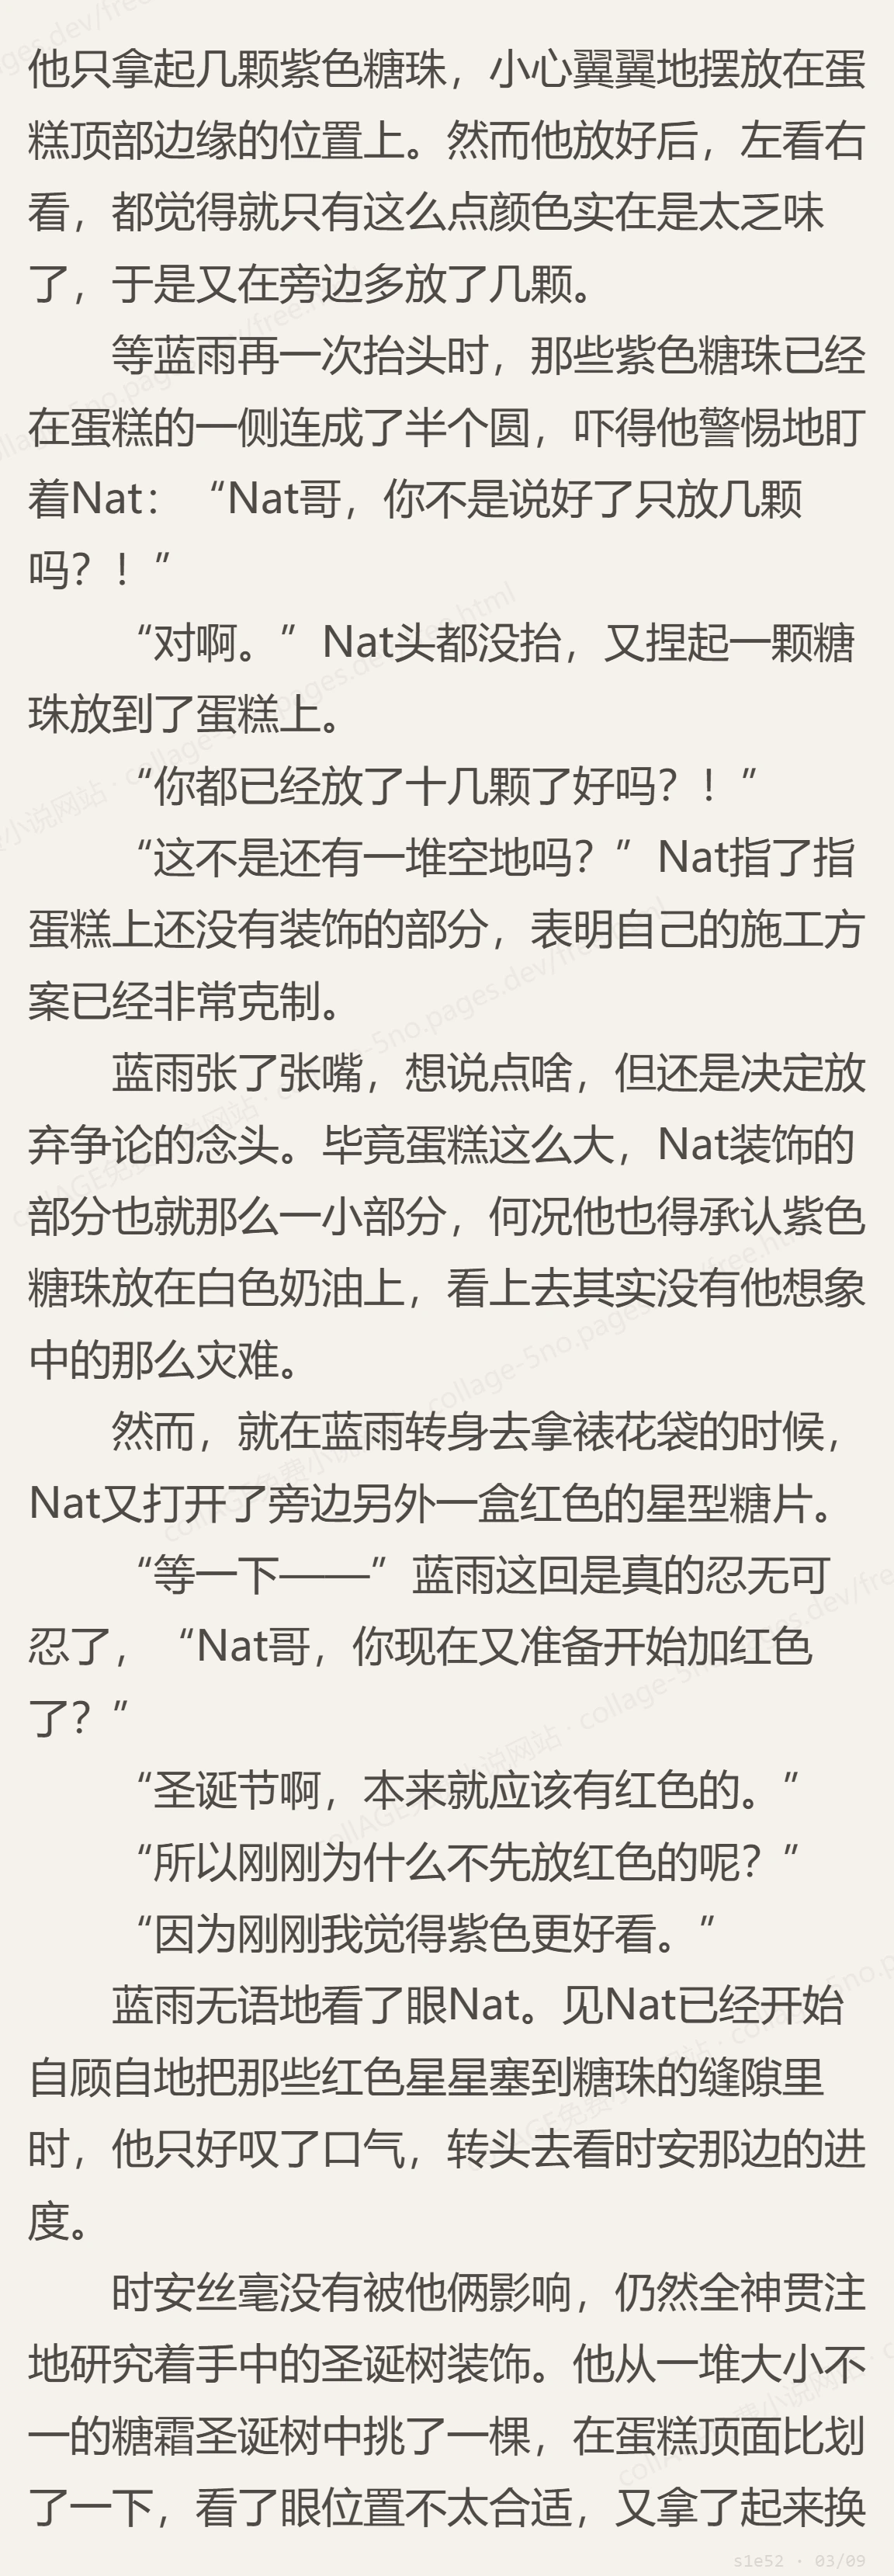 他只拿起几颗紫色糖珠，小心翼翼地摆放在蛋
糕顶部边缘的位置上。然而他放好后，左看右
看，都觉得就只有这么点颜色实在是太乏味
了，于是又在旁边多放了几颗。
等蓝雨再一次抬头时，那些紫色糖珠已经
在蛋糕的一侧连成了半个圆，吓得他警惕地盯
着Nat：“Nat哥，你不是说好了只放几颗
吗？！”
“对啊。”Nat头都没抬，又捏起一颗糖
珠放到了蛋糕上。
“你都已经放了十几颗了好吗？！”
“这不是还有一堆空地吗？”Nat指了指
蛋糕上还没有装饰的部分，表明自己的施工方
案已经非常克制。
蓝雨张了张嘴，想说点啥，但还是决定放
弃争论的念头。毕竟蛋糕这么大，Nat装饰的
部分也就那么一小部分，何况他也得承认紫色
糖珠放在白色奶油上，看上去其实没有他想象
中的那么灾难。
然而，就在蓝雨转身去拿裱花袋的时候，
Nat又打开了旁边另外一盒红色的星型糖片。
“等一下——”蓝雨这回是真的忍无可
忍了，“Nat哥，你现在又准备开始加红色
了？”
“圣诞节啊，本来就应该有红色的。”
“所以刚刚为什么不先放红色的呢？”
“因为刚刚我觉得紫色更好看。”
蓝雨无语地看了眼Nat。见Nat已经开始
自顾自地把那些红色星星塞到糖珠的缝隙里
时，他只好叹了口气，转头去看时安那边的进
度。
时安丝毫没有被他俩影响，仍然全神贯注
地研究着手中的圣诞树装饰。他从一堆大小不
一的糖霜圣诞树中挑了一棵，在蛋糕顶面比划
了一下，看了眼位置不太合适，又拿了起来换
s1e52 · 03/09
collAGE免费小说网站 · collage-5no.pages.dev/free.html